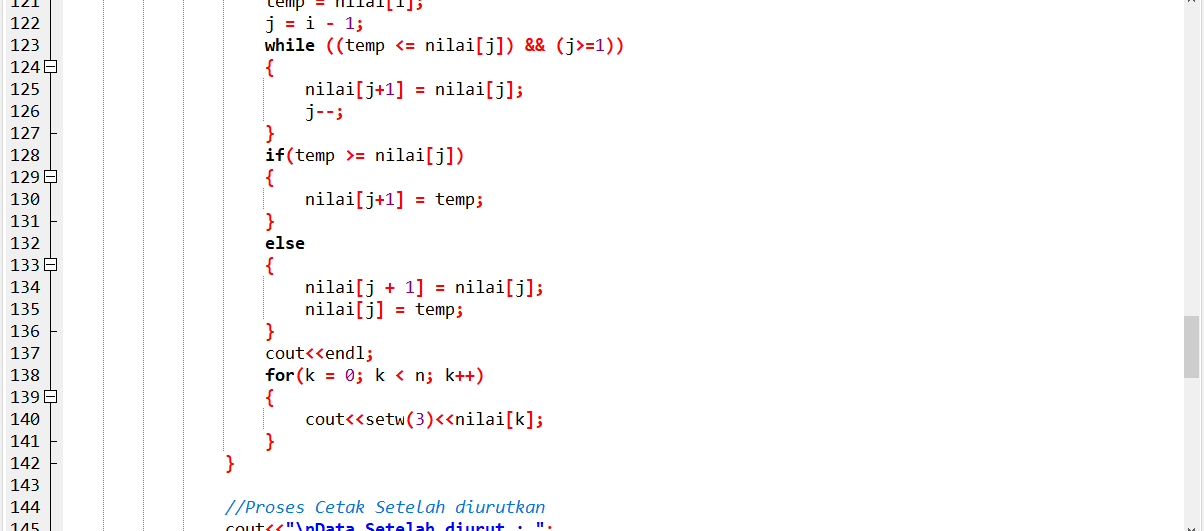 121 temp = nilai[i];
122 j = i - 1;
123 while ((temp <= nilai[j]) && (j>=1))
124 {
125 nilai[j+1] = nilai[j];
126 j--;
127 }
128 if(temp >= nilai[j])
129 {
130 nilai[j+1] = temp;
131 }
132 else
133 {
134 nilai[j + 1] = nilai[j];
135 nilai[j] = temp;
136 }
137 cout<<endl;
138 for(k = 0; k < n; k++)
139 {
140 cout<<setw(3)<<nilai[k];
141 }
142 }
143
144 //Proses Cetak Setelah diurutkan
145 cout<<"\nData Setelah diurut : ";